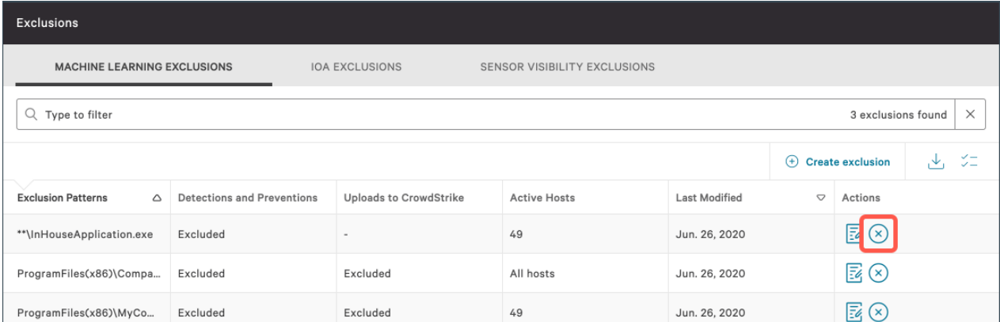 Exclusions
MACHINE LEARNING EXCLUSIONS IOA EXCLUSIONS SENSOR VISIBILITY EXCLUSIONS
Type to filter 3 exclusions found
Create exclusion
Exclusion Patterns Detections and Preventions Uploads to CrowdStrike Active Hosts Last Modified Actions
**\InHouseApplication.exe Excluded - 49 Jun. 26, 2020
ProgramFiles(x86)\Compa... Excluded Excluded All hosts Jun. 26, 2020
ProgramFiles(x86)\MyCo... Excluded Excluded 49 Jun. 26, 2020